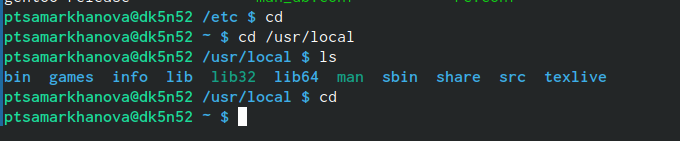 ptsamarkhanova@dk5n52 /etc $ cd
ptsamarkhanova@dk5n52 ~ $ cd /usr/local
ptsamarkhanova@dk5n52 /usr/local $ ls
bin games info lib lib32 lib64 man sbin share src texlive
ptsamarkhanova@dk5n52 /usr/local $ cd
ptsamarkhanova@dk5n52 ~ $